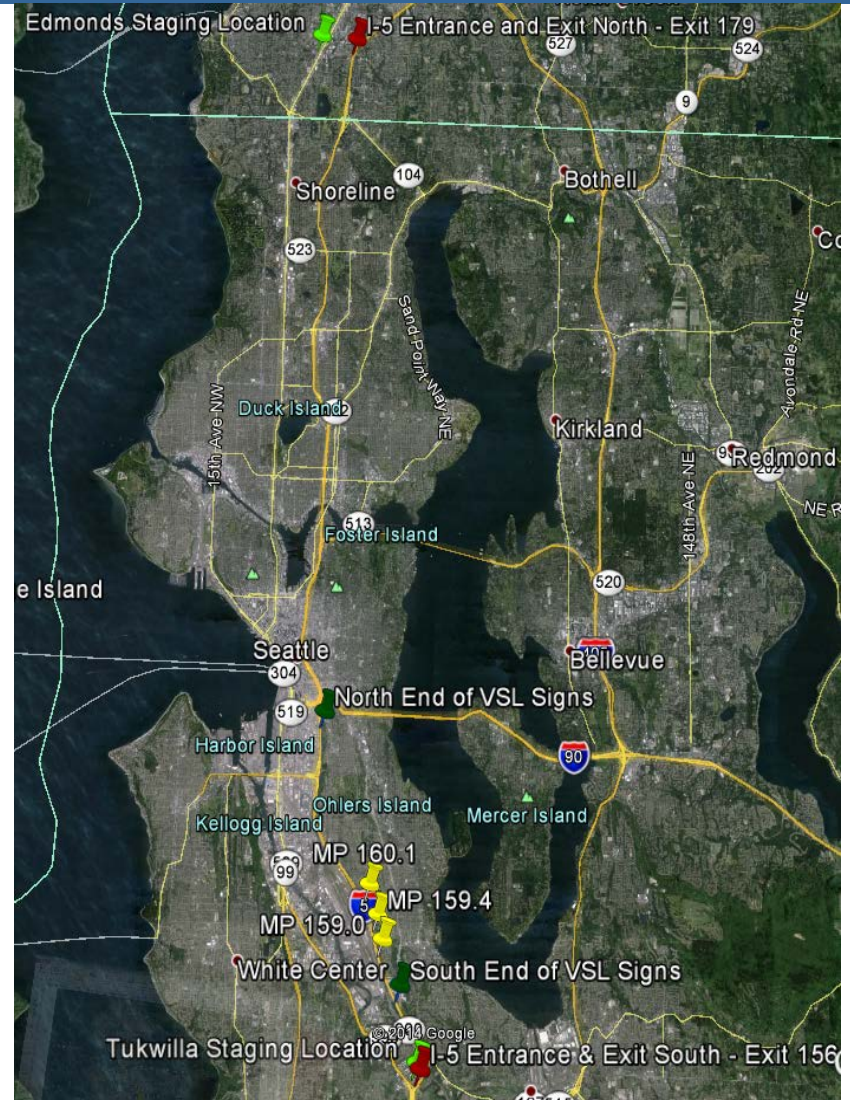 Edmonds Staging Location
I-5 Entrance and Exit North - Exit 179
527
524
9
104
Shoreline
Bothell
523
Sand Point Way NE
Avondale Rd NE
15th Ave NW
Duck Island
Kirkland
148th Ave NE
Redmond
202
NE R
513
Foster Island
e Island
520
Seattle
304
Bellevue
North End of VSL Signs
519
Harbor Island
90
Ohlers Island
Kellogg Island
Mercer Island
MP 160.1
99
5
MP 159.4
MP 159.0
White Center
South End of VSL Signs
© 2014 Google
Tukwilla Staging Location
I-5 Entrance & Exit South - Exit 156